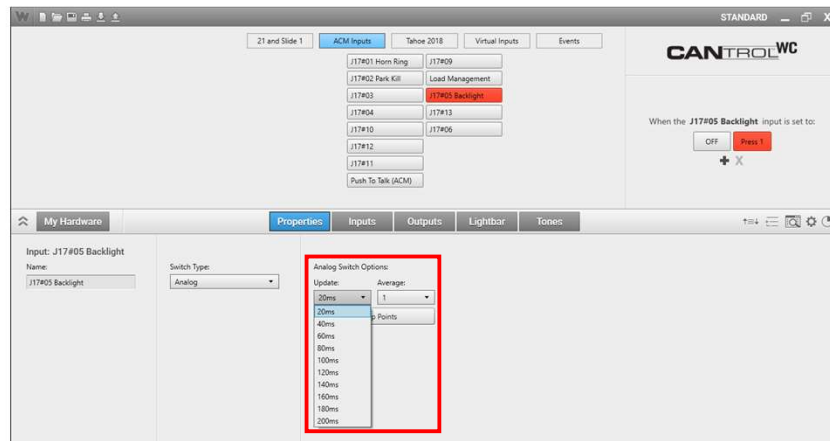 W
STANDARD
21 and Slide 1 ACM Inputs Tahoe 2018 Virtual Inputs Events
J17#01 Horn Ring J17#09
J17#02 Park Kill Load Management
J17#03 J17#05 Backlight
J17#04 J17#13
J17#10 J17#06
J17#12
J17#11
Push To Talk (ACM)
CANTROL WC
When the J17#05 Backlight input is set to:
OFF Press 1
My Hardware Properties Inputs Outputs Lightbar Tones
Input: J17#05 Backlight
Name: Switch Type: Analog Switch Options:
J17#05 Backlight Analog Update: Average:
20ms 1
20ms Points
40ms
60ms
80ms
100ms
120ms
140ms
160ms
180ms
200ms